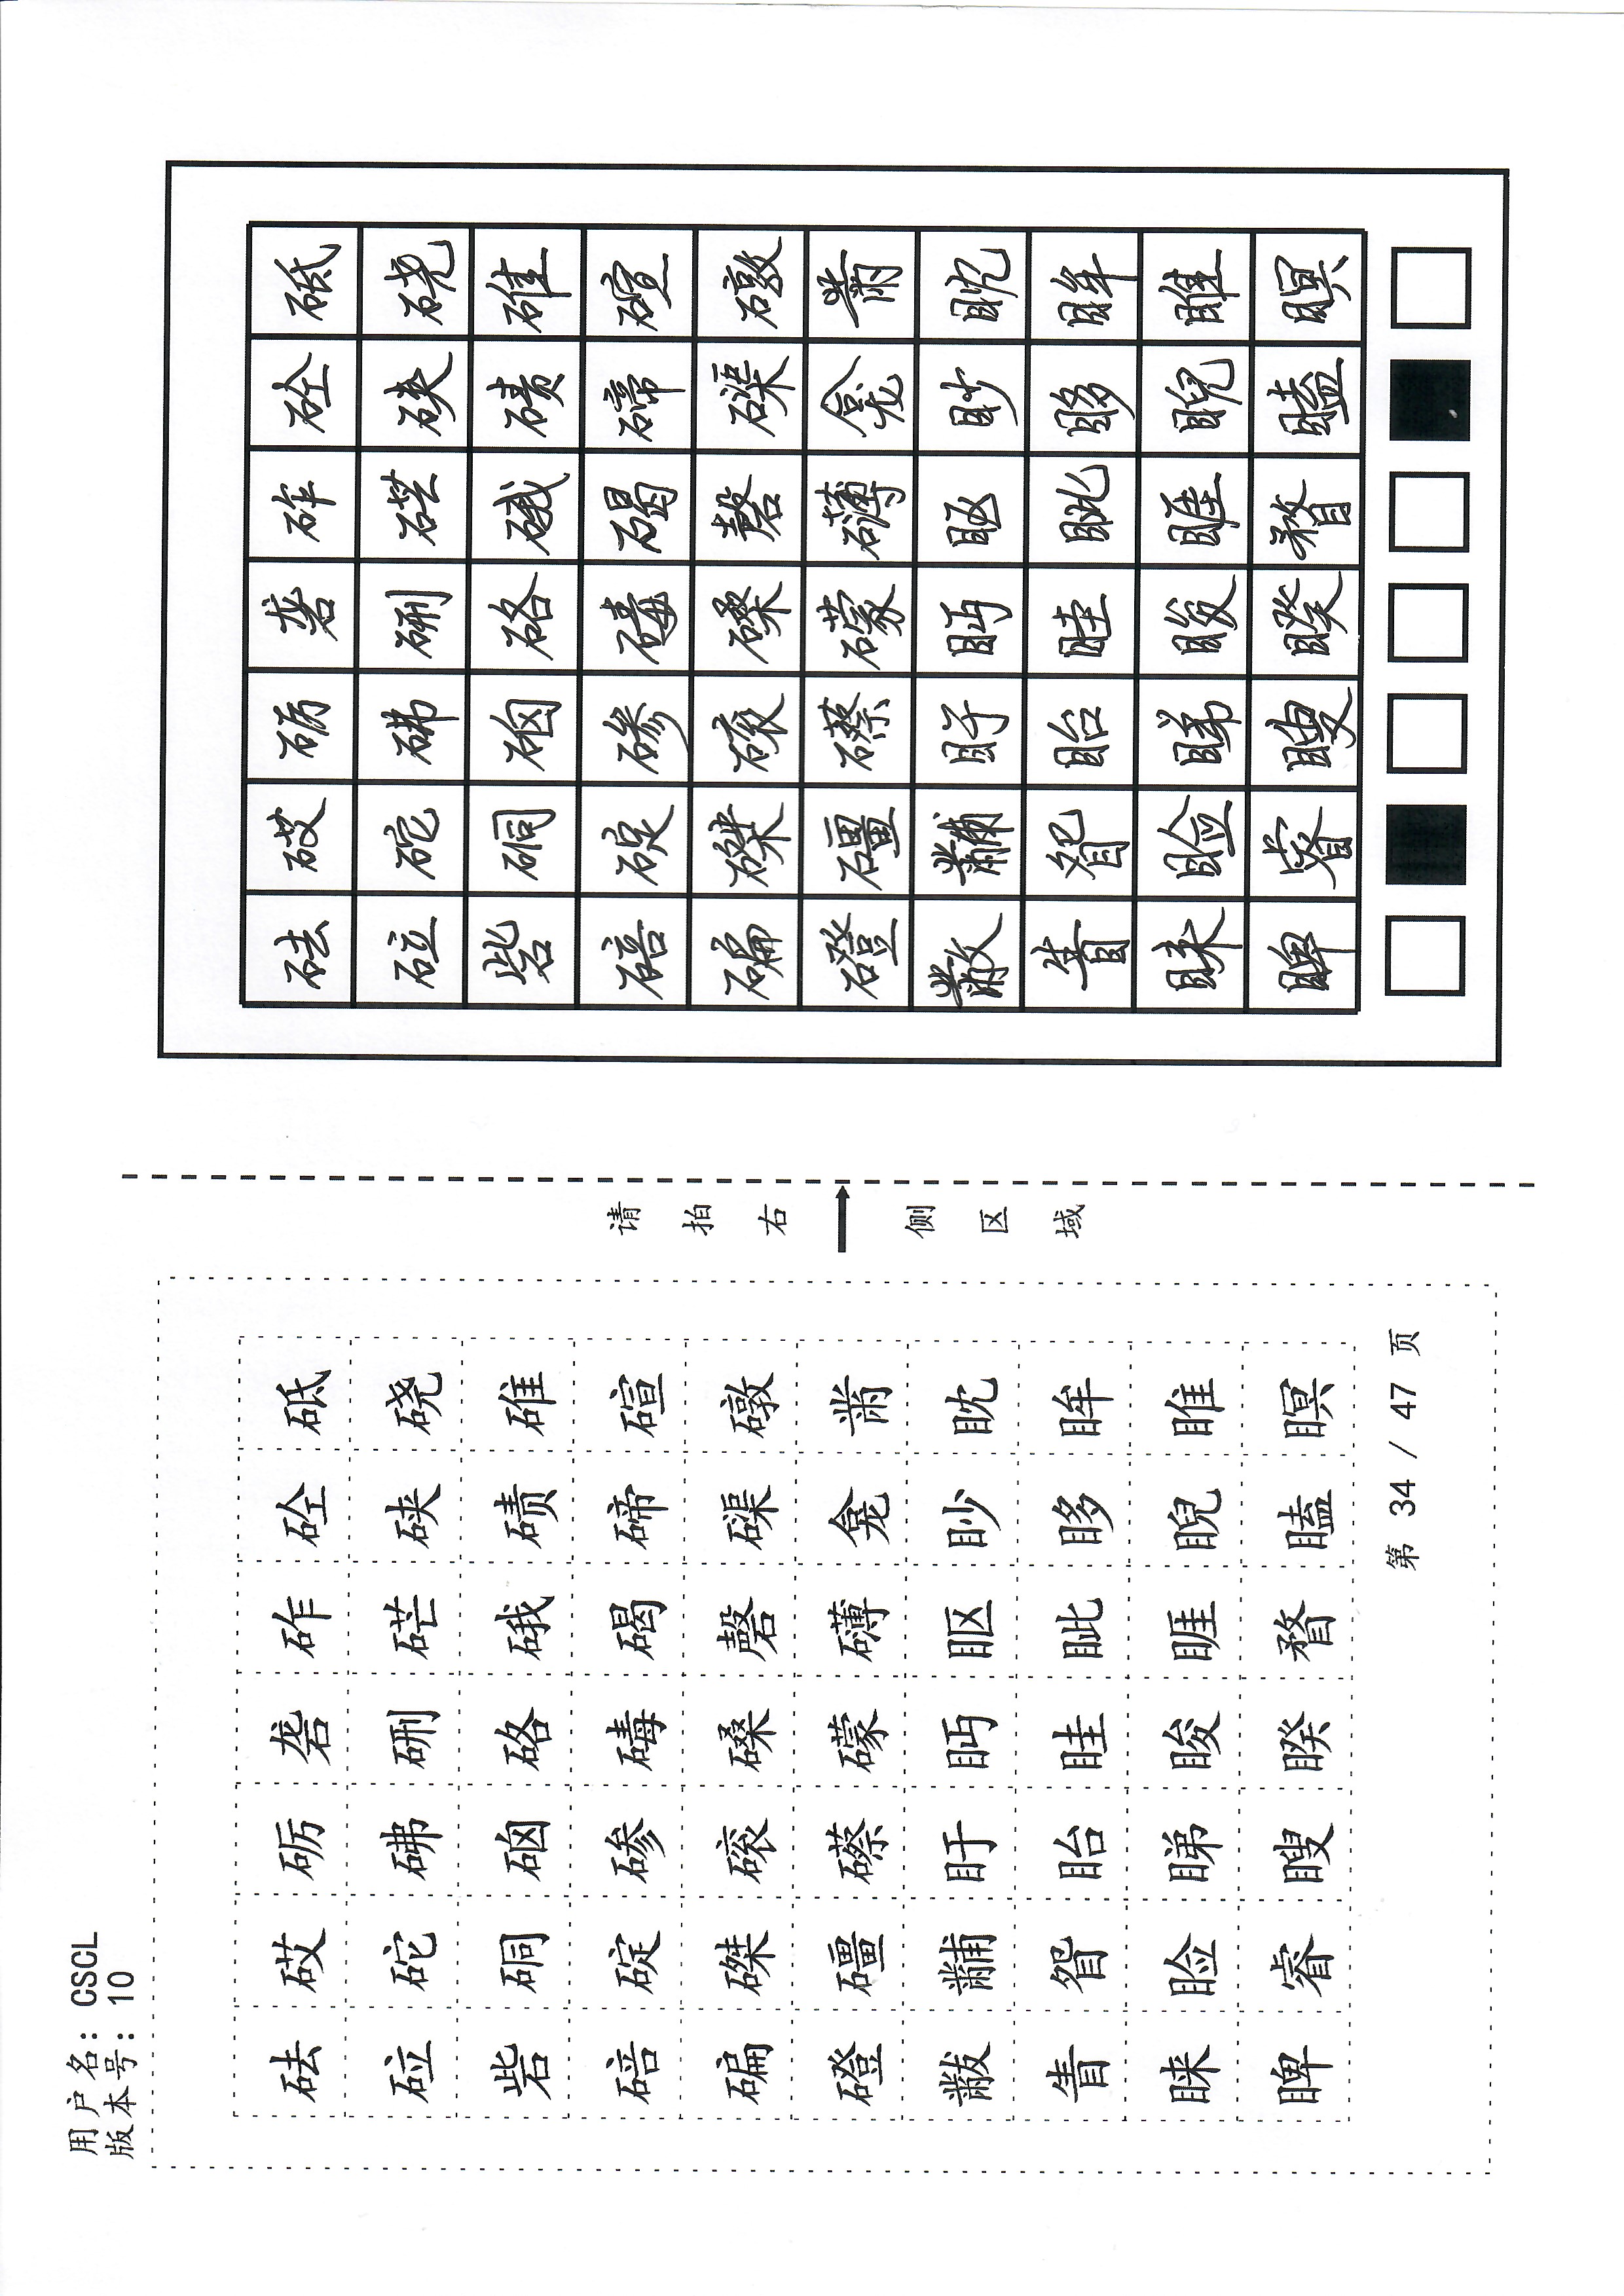 用户名：CSCL
版本号：10
砝 砹 砺 砻 砟 砼 砥
砬 砣 砩 硎 硭 硖 硗
砦 硐 硇 硌 硪 碛 碓
碚 碇 碜 碡 碣 碲 碹
碥 磔 磙 磉 磬 磲 礅
磴 礓 礤 礞 礴 龛 黹
黻 黼 盱 眄 眍 眇 眈
眚 眢 眙 眭 眦 眵 眸
睐 睑 睇 睃 睚 睨 睢
睥 睿 瞍 睽 瞀 瞌 瞑
第 34 / 47 页
请拍右侧区域
砝 砹 砺 砻 砟 砼 砥
砬 砣 砩 硎 硭 硖 硗
砦 硐 硇 硌 硪 碛 碓
碚 碇 碜 碡 碣 碲 碹
碥 磔 磙 磉 磬 磲 礅
磴 礓 礤 礞 礴 龛 黹
黻 黼 盱 眄 眍 眇 眈
眚 眢 眙 眭 眦 眵 眸
睐 睑 睇 睃 睚 睨 睢
睥 睿 瞍 睽 瞀 瞌 瞑